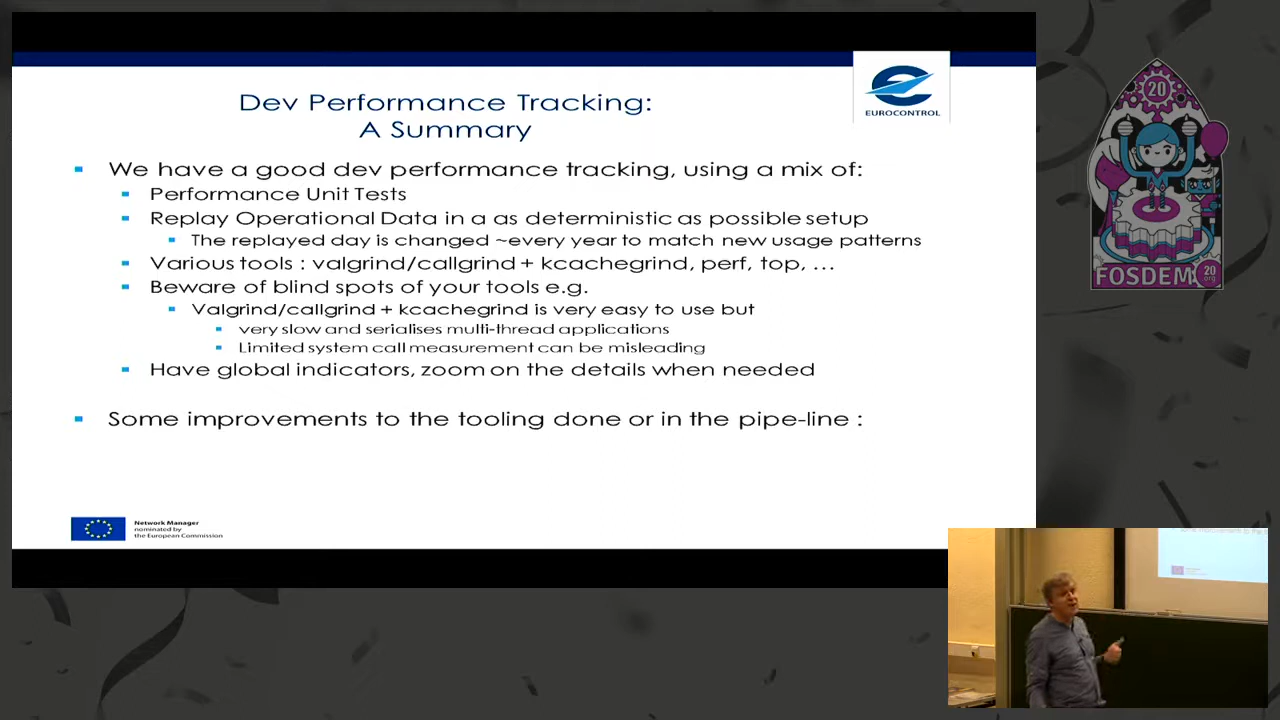 EUROCONTROL
Dev Performance Tracking:
A Summary
We have a good dev performance tracking, using a mix of:
Performance Unit Tests
Replay Operational Data in a as deterministic as possible setup
The replayed day is changed ~every year to match new usage patterns
Various tools : valgrind/callgrind + kcachegrind, perf, top, …
Beware of blind spots of your tools e.g.
Valgrind/callgrind + kcachegrind is very easy to use but
very slow and serialises multi-thread applications
Limited system call measurement can be misleading
Have global indicators, zoom on the details when needed
Some improvements to the tooling done or in the pipe-line :
Network Manager
nominated by
the European Commission
20
FOSDEM 20
.org